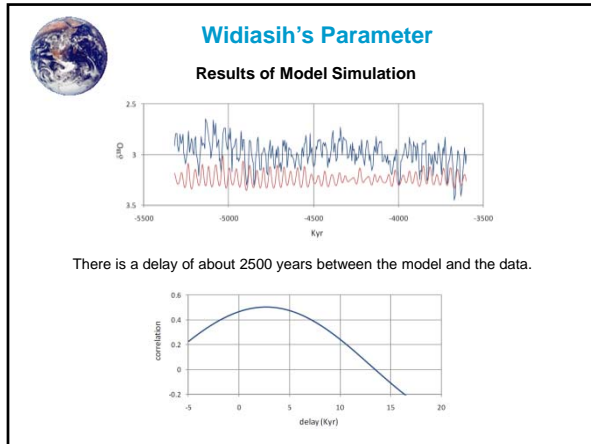 Widiasih's Parameter
Results of Model Simulation
2.5
3
3.5
δ¹⁸O
-5500 -5000 -4500 -4000 -3500
Kyr
There is a delay of about 2500 years between the model and the data.
0.6
0.4
0.2
0
-0.2
correlation
-5 0 5 10 15 20
delay (Kyr)